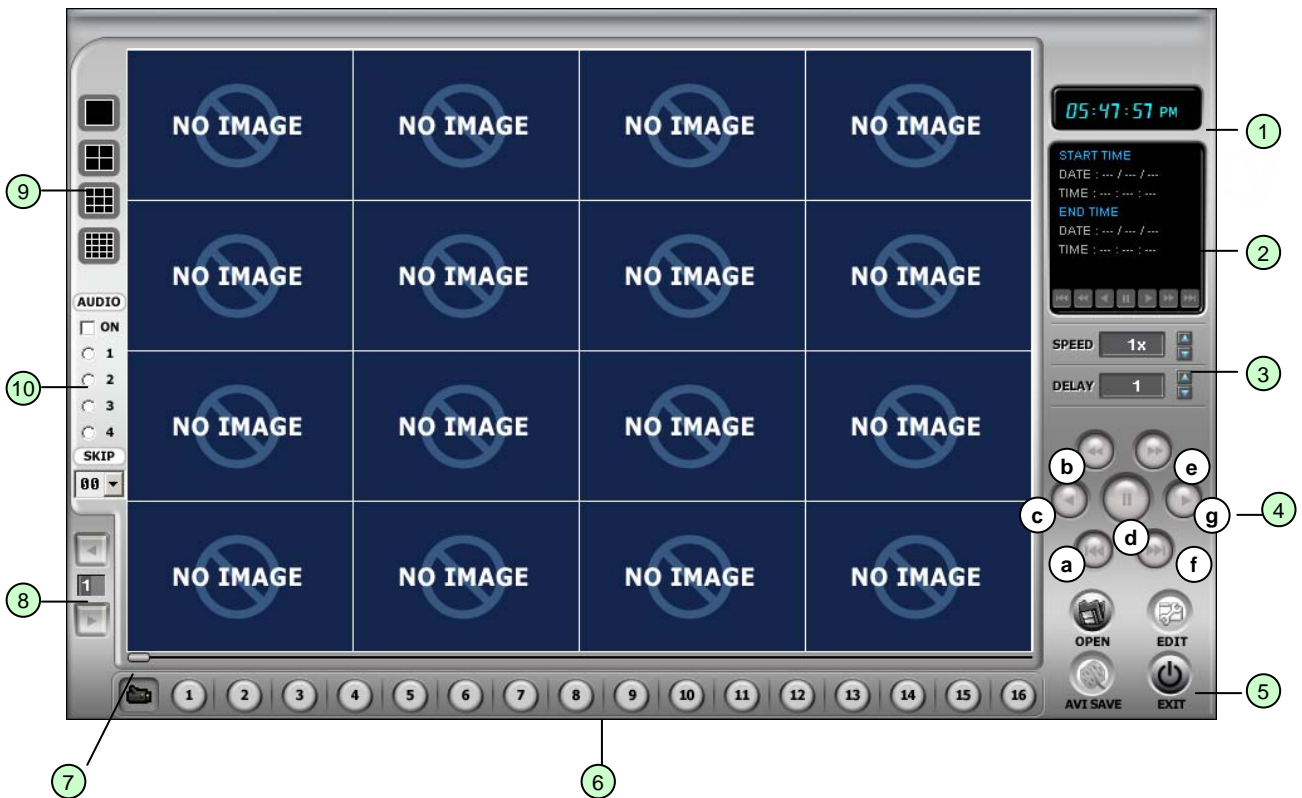 NO IMAGE NO IMAGE NO IMAGE NO IMAGE
NO IMAGE NO IMAGE NO IMAGE NO IMAGE
NO IMAGE NO IMAGE NO IMAGE NO IMAGE
NO IMAGE NO IMAGE NO IMAGE NO IMAGE
9
AUDIO
ON
1
2
3
4
10
SKIP
00
1
8
05:47:57 PM
1
START TIME
DATE : --- / --- / ---
TIME : --- : --- : ---
END TIME
DATE : --- / --- / ---
TIME : --- : --- : ---
2
SPEED 1x
DELAY 1
3
b e
c d g
a f
4
OPEN EDIT
AVI SAVE EXIT
5
1 2 3 4 5 6 7 8 9 10 11 12 13 14 15 16
7 6